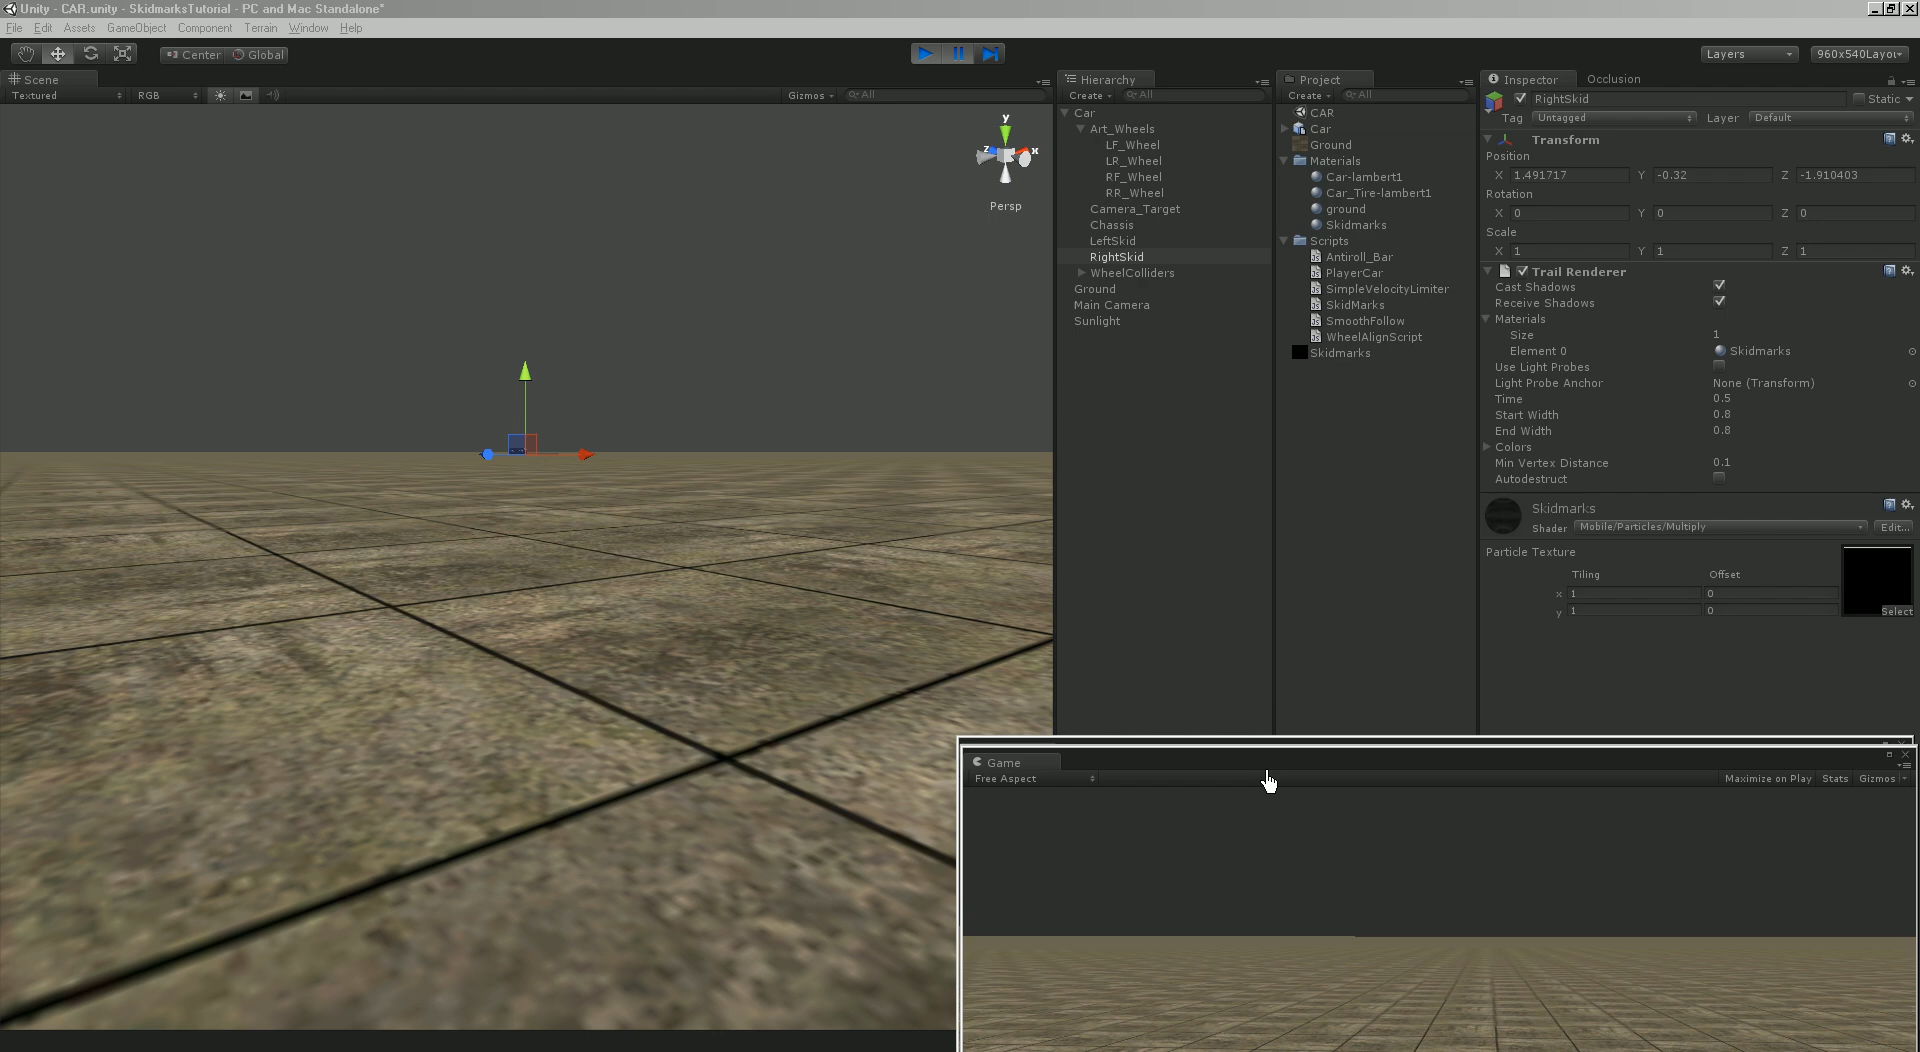 Unity - CAR.unity - SkidmarksTutorial - PC and Mac Standalone*
File Edit Assets GameObject Component Terrain Window Help
Center Global
Layers
960x540Layou
Scene
Textured RGB Gizmos All
y
z x
Persp
Hierarchy
Create All
Car
Art_Wheels
LF_Wheel
LR_Wheel
RF_Wheel
RR_Wheel
Camera_Target
Chassis
LeftSkid
RightSkid
WheelColliders
Ground
Main Camera
Sunlight
Project
Create All
CAR
Car
Ground
Materials
Car-lambert1
Car_Tire-lambert1
ground
Skidmarks
Scripts
Antiroll_Bar
PlayerCar
SimpleVelocityLimiter
SkidMarks
SmoothFollow
WheelAlignScript
Skidmarks
Inspector Occlusion
RightSkid Static
Tag Untagged Layer Default
Transform
Position
X 1.491717 Y -0.32 Z -1.910403
Rotation
X 0 Y 0 Z 0
Scale
X 1 Y 1 Z 1
Trail Renderer
Cast Shadows
Receive Shadows
Materials
Size 1
Element 0 Skidmarks
Use Light Probes
Light Probe Anchor None (Transform)
Time 0.5
Start Width 0.8
End Width 0.8
Colors
Min Vertex Distance 0.1
Autodestruct
Skidmarks
Shader Mobile/Particles/Multiply Edit...
Particle Texture
Tiling Offset
x 1 0
y 1 0
Select
Game
Free Aspect Maximize on Play Stats Gizmos